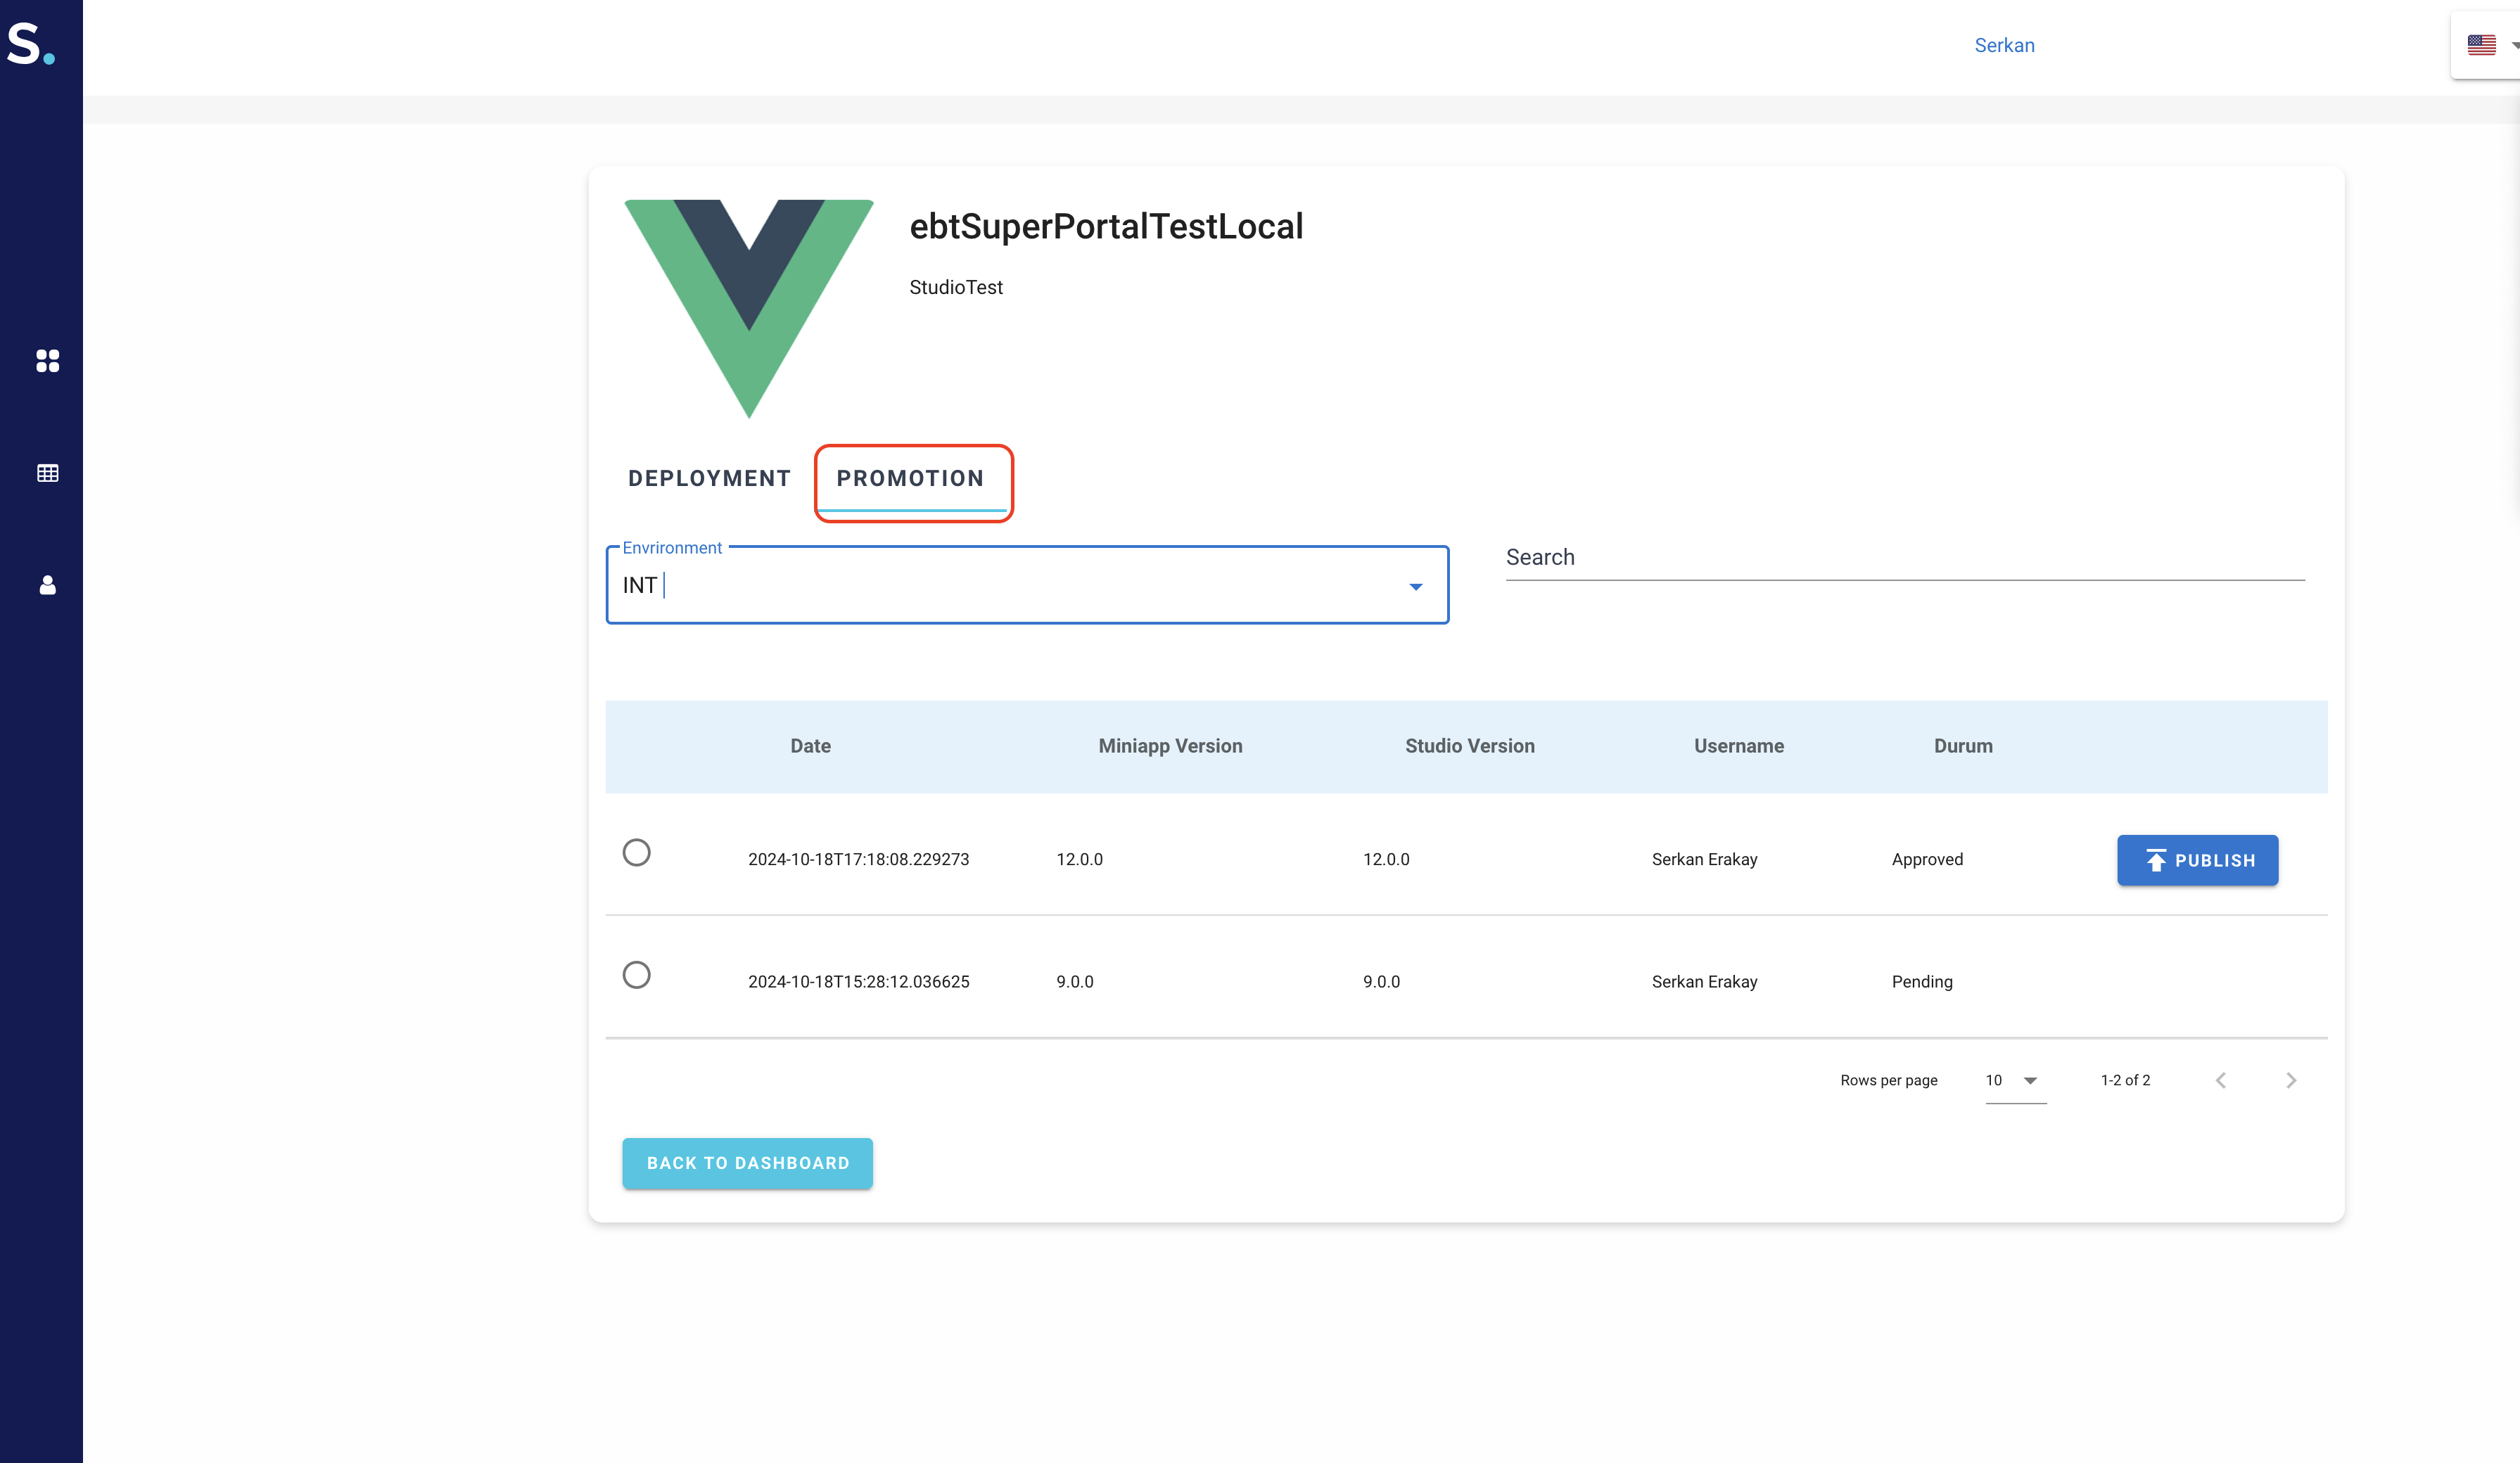 S.
Serkan
ebtSuperPortalTestLocal
StudioTest
DEPLOYMENT PROMOTION
Envrironment
INT
Search
Date Miniapp Version Studio Version Username Durum
2024-10-18T17:18:08.229273 12.0.0 12.0.0 Serkan Erakay Approved PUBLISH
2024-10-18T15:28:12.036625 9.0.0 9.0.0 Serkan Erakay Pending
Rows per page 10 1-2 of 2
BACK TO DASHBOARD